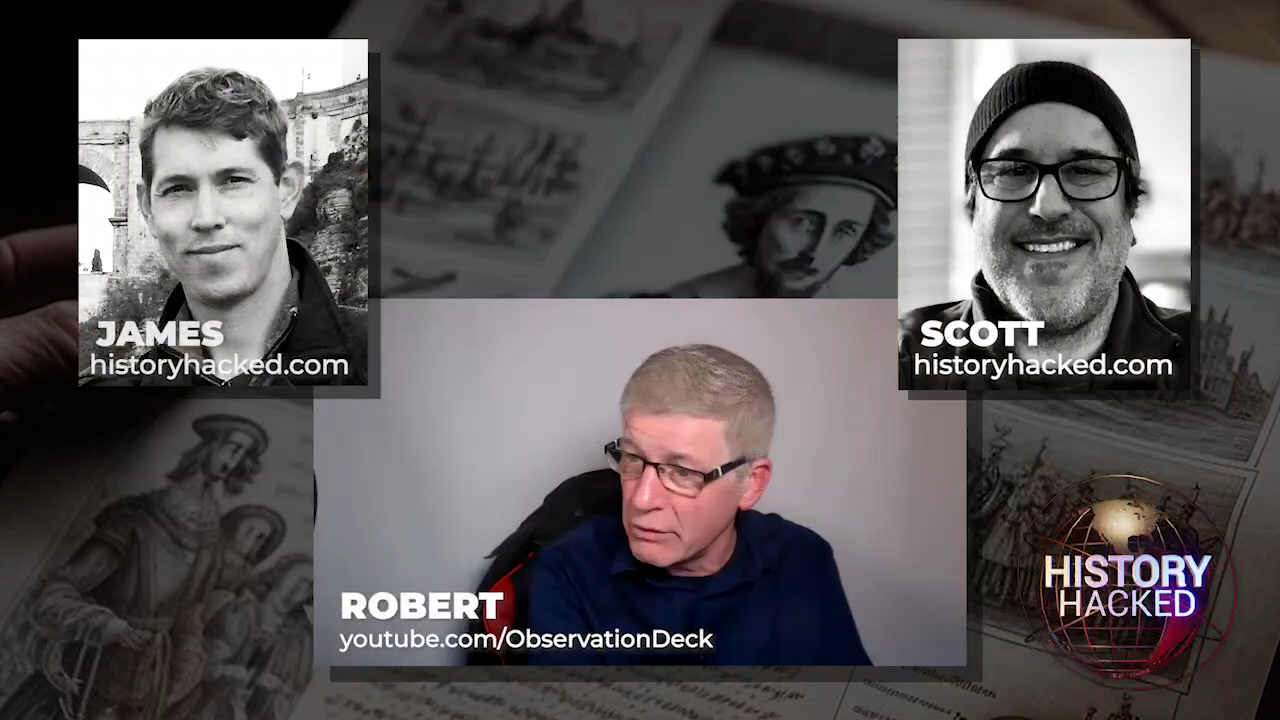 JAMES
historyhacked.com
SCOTT
historyhacked.com
ROBERT
youtube.com/ObservationDeck
HISTORY
HACKED